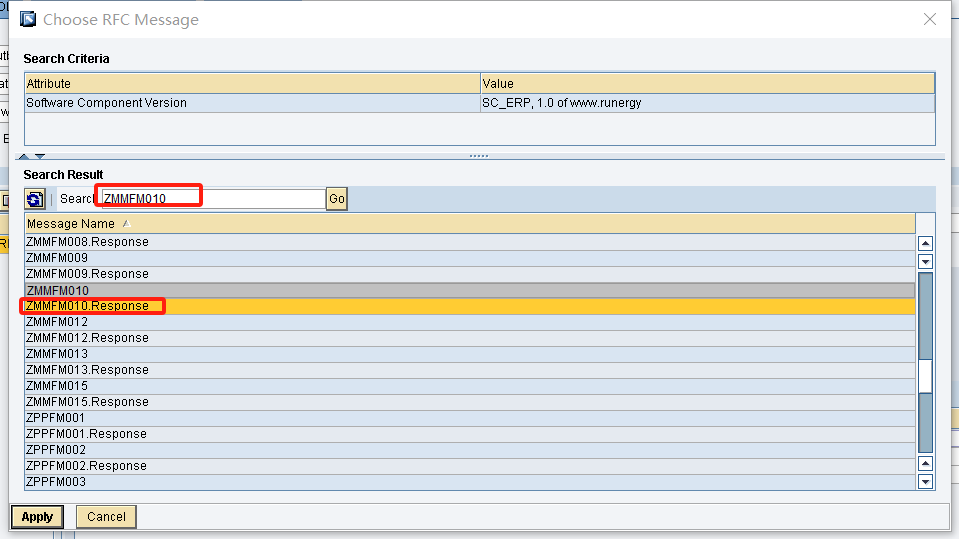 Choose RFC Message
Search Criteria
Attribute Value
Software Component Version SC_ERP, 1.0 of www.runergy
Search Result
Search ZMMFM010 Go
Message Name
ZMMFM008.Response
ZMMFM009
ZMMFM009.Response
ZMMFM010
ZMMFM010.Response
ZMMFM012
ZMMFM012.Response
ZMMFM013
ZMMFM013.Response
ZMMFM015
ZMMFM015.Response
ZPPFM001
ZPPFM001.Response
ZPPFM002
ZPPFM002.Response
ZPPFM003
Apply Cancel